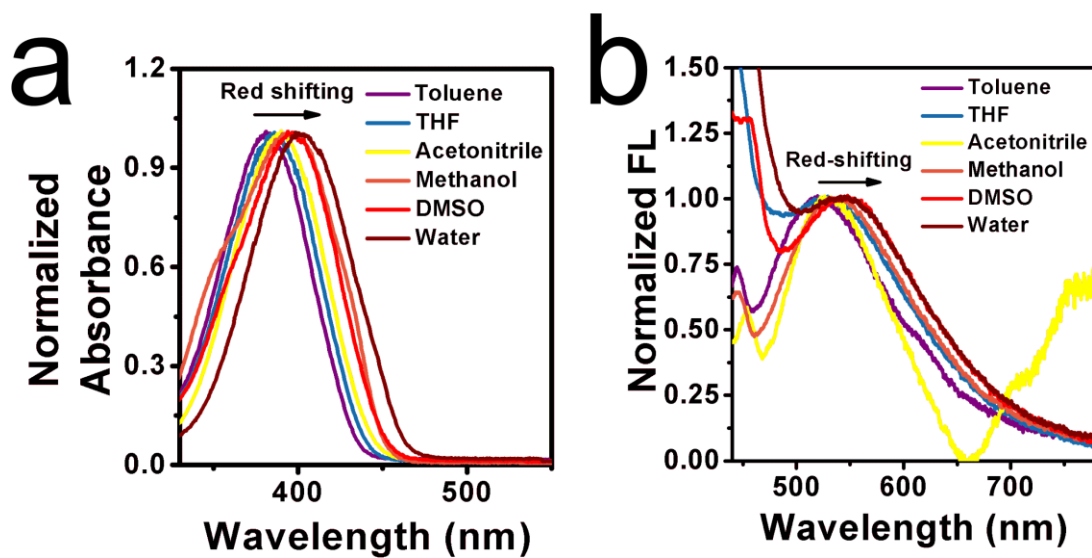 a
Normalized
Absorbance
1.2
0.9
0.6
0.3
0.0
Red shifting
Toluene
THF
Acetonitrile
Methanol
DMSO
Water
400
500
Wavelength (nm)
b
Normalized FL
1.50
1.25
1.00
0.75
0.50
0.25
0.00
Red-shifting
Toluene
THF
Acetonitrile
Methanol
DMSO
Water
500
600
700
Wavelength (nm)